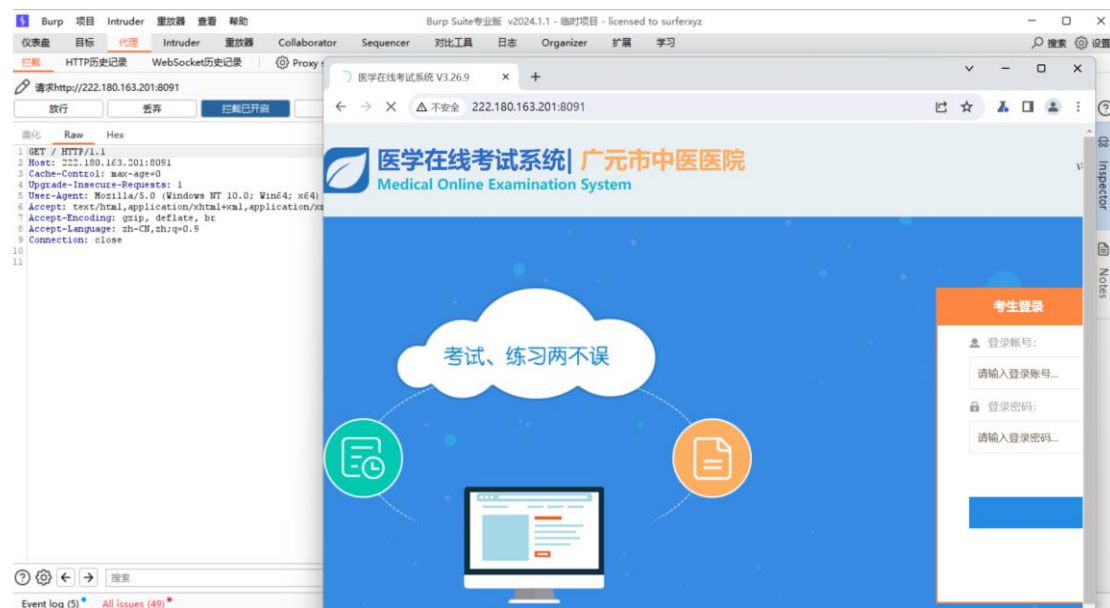 Burp 项目 Intruder 重放器 查看 帮助 Burp Suite专业版 v2024.1.1 - 临时项目 - licensed to surferxyz
仪表盘 目标 代理 Intruder 重放器 Collaborator Sequencer 对比工具 日志 Organizer 扩展 学习 搜索 设置
拦截 HTTP历史记录 WebSocket历史记录 Proxy s
请求http://222.180.163.201:8091
放行 丢弃 拦截已开启
美化 Raw Hex
1 GET / HTTP/1.1
2 Host: 222.180.163.201:8091
3 Cache-Control: max-age=0
4 Upgrade-Insecure-Requests: 1
5 User-Agent: Mozilla/5.0 (Windows NT 10.0; Win64; x64)
6 Accept: text/html,application/xhtml+xml,application/xm
7 Accept-Encoding: gzip, deflate, br
8 Accept-Language: zh-CN,zh;q=0.9
9 Connection: close
10
11
医学在线考试系统 V3.26.9
不安全 222.180.163.201:8091
医学在线考试系统| 广元市中医医院
Medical Online Examination System
考试、练习两不误
考生登录
登录帐号:
请输入登录账号...
登录密码:
请输入登录密码...
Inspector
Notes
搜索
Event log (5) All issues (49)